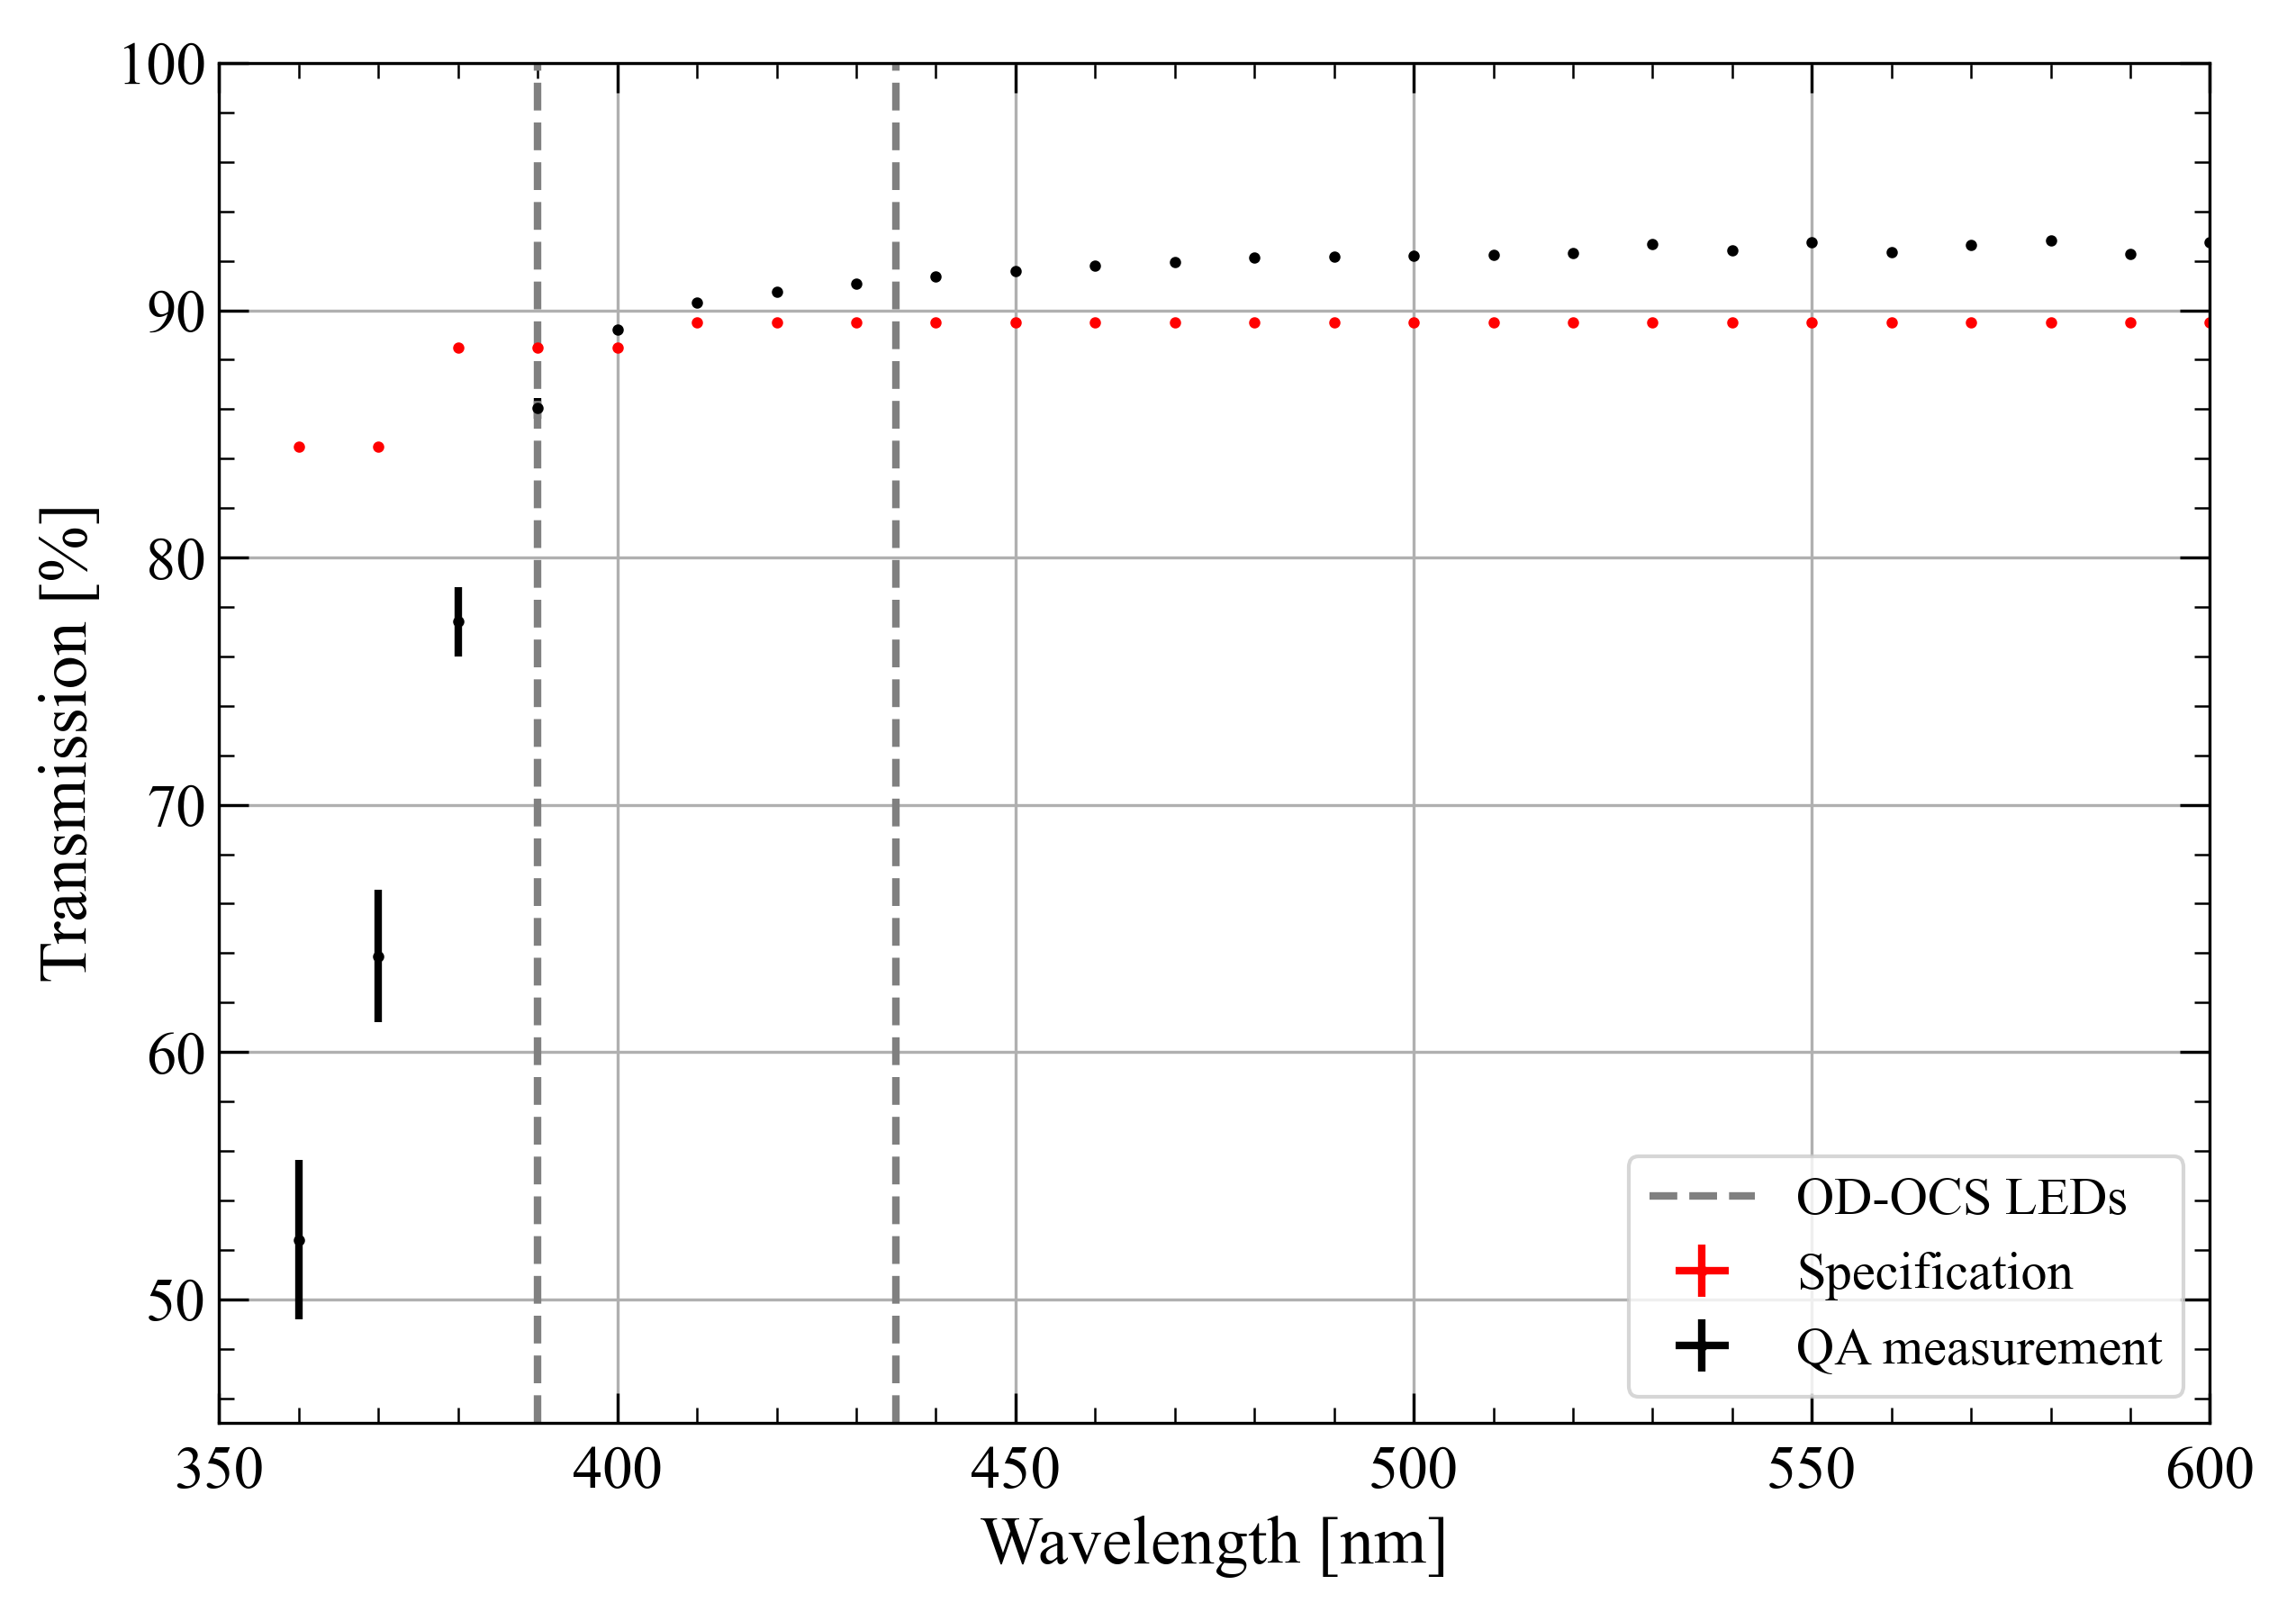 100
90
80
70
60
50
Transmission [%]
350 400 450 500 550 600
Wavelength [nm]
OD-OCS LEDs
Specification
QA measurement